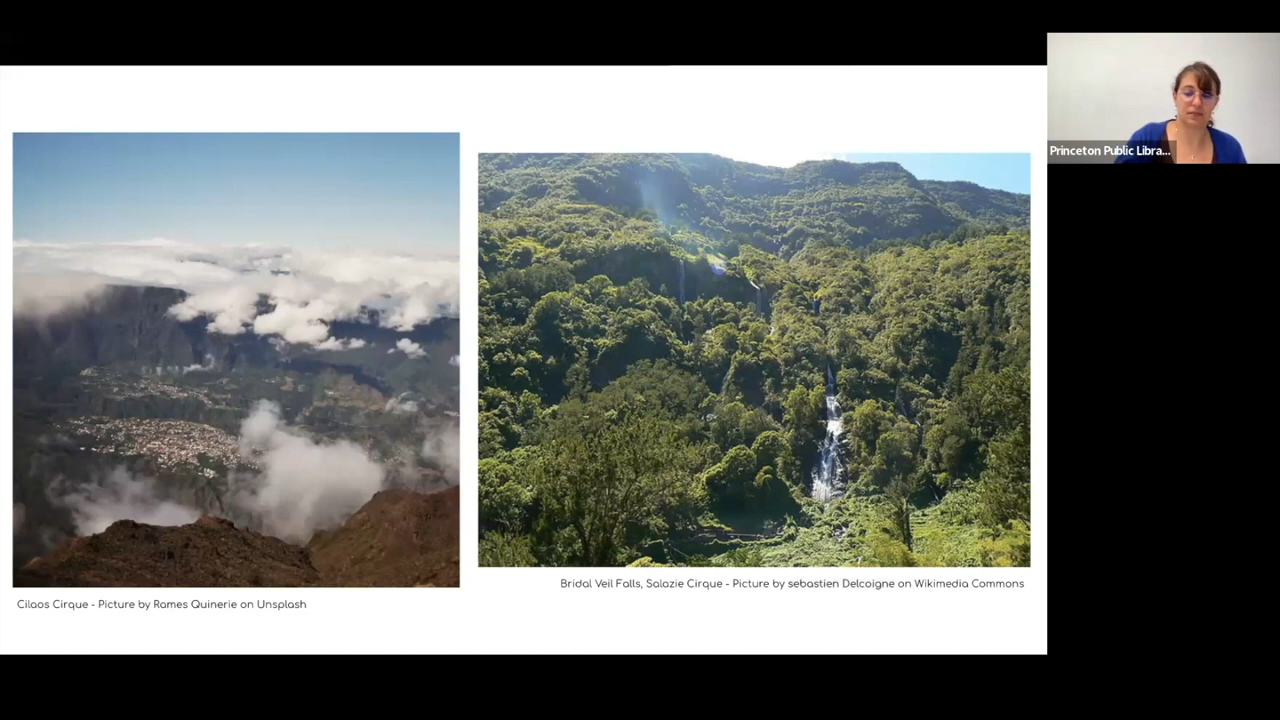 Princeton Public Libra...
Bridal Veil Falls, Salazie Cirque - Picture by sebastien Delcoigne on Wikimedia Commons
Cilaos Cirque - Picture by Rames Quinerie on Unsplash